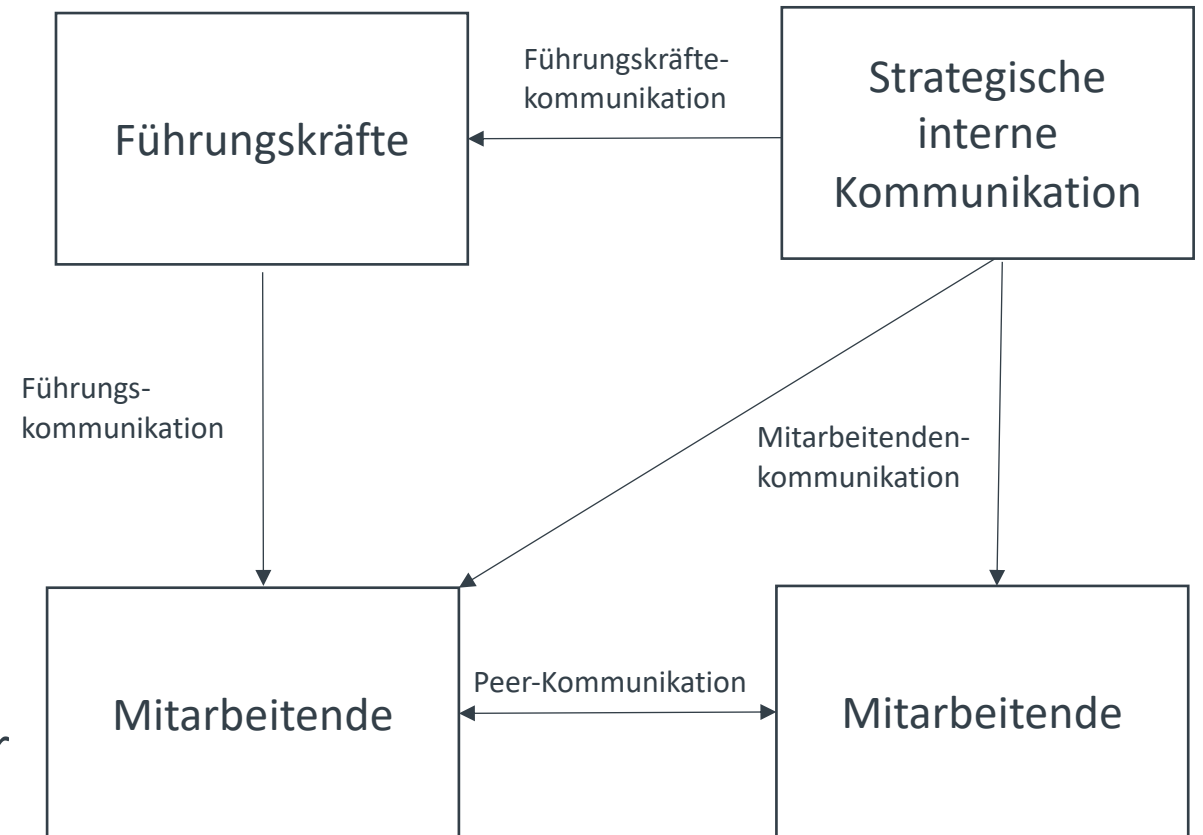 Führungskräfte
Führungskräfte-
kommunikation
Strategische
interne
Kommunikation
Führungs-
kommunikation
Mitarbeitenden-
kommunikation
Mitarbeitende
Peer-Kommunikation
Mitarbeitende
r